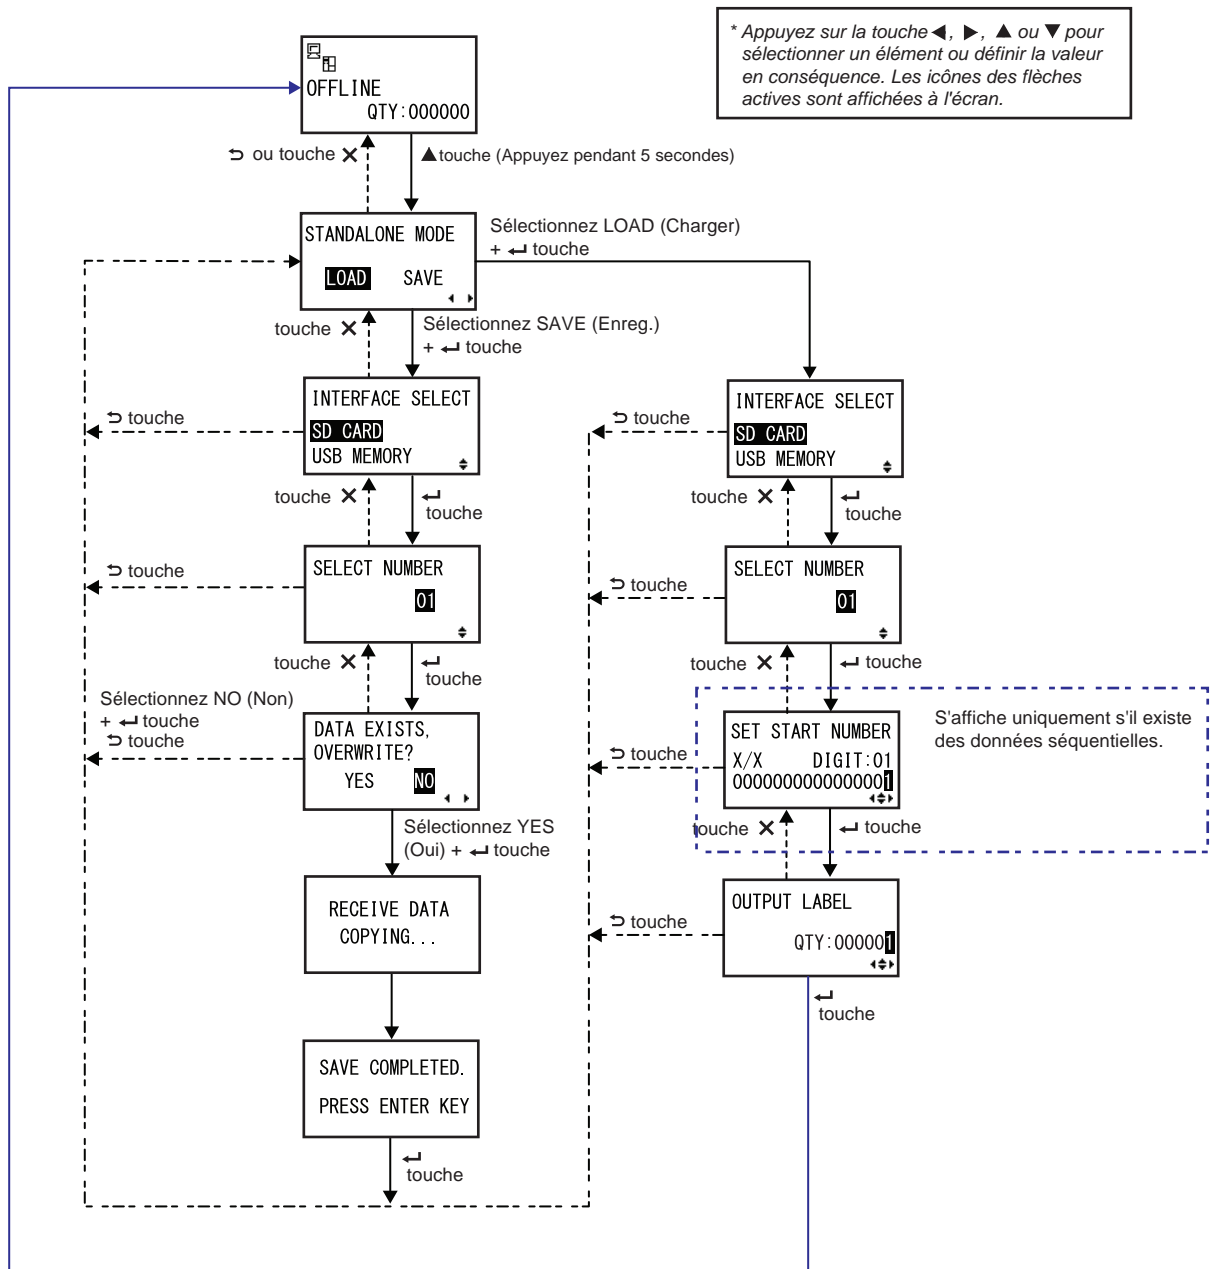 * Appuyez sur la touche ◀, ▶, ▲ ou ▼ pour
sélectionner un élément ou définir la valeur
en conséquence. Les icônes des flèches
actives sont affichées à l'écran.
OFFLINE
QTY:000000
⮌ ou touche ✕
▲ touche (Appuyez pendant 5 secondes)
STANDALONE MODE
LOAD SAVE
Sélectionnez LOAD (Charger)
+ ↵ touche
touche ✕
Sélectionnez SAVE (Enreg.)
+ ↵ touche
INTERFACE SELECT
SD CARD
USB MEMORY
⮌ touche
touche ✕
↵
touche
SELECT NUMBER
01
⮌ touche
touche ✕
↵
touche
Sélectionnez NO (Non)
+ ↵ touche
⮌ touche
DATA EXISTS,
OVERWRITE?
YES NO
Sélectionnez YES
(Oui) + ↵ touche
RECEIVE DATA
COPYING...
SAVE COMPLETED.
PRESS ENTER KEY
↵
touche
INTERFACE SELECT
SD CARD
USB MEMORY
⮌ touche
touche ✕
↵
touche
SELECT NUMBER
01
⮌ touche
touche ✕
↵ touche
SET START NUMBER
X/X DIGIT:01
0000000000000001
S'affiche uniquement s'il existe
des données séquentielles.
⮌ touche
touche ✕
↵ touche
OUTPUT LABEL
QTY:000001
⮌ touche
↵
touche